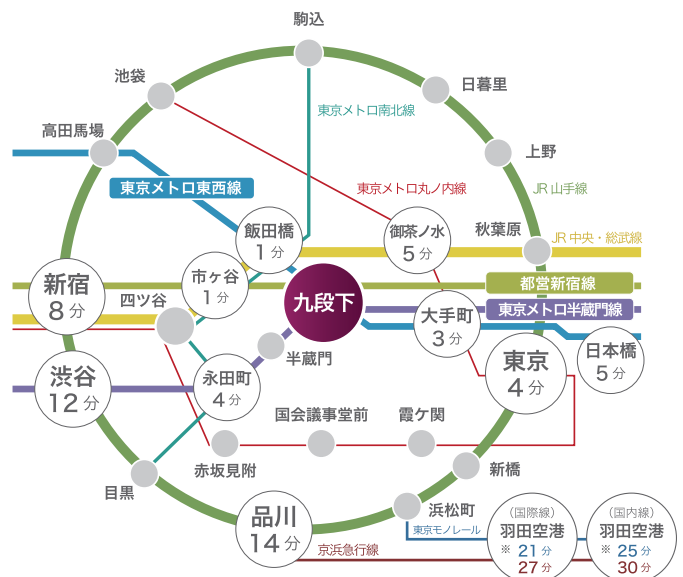 駒込
池袋
日暮里
東京メトロ南北線
高田馬場
上野
東京メトロ東西線
東京メトロ丸ノ内線
JR山手線
飯田橋
1分
御茶ノ水
5分
秋葉原
JR中央・総武線
新宿
8分
市ヶ谷
1分
四ツ谷
九段下
都営新宿線
東京メトロ半蔵門線
大手町
3分
半蔵門
日本橋
5分
東京
4分
渋谷
12分
永田町
4分
国会議事堂前
霞ケ関
赤坂見附
新橋
目黒
浜松町
品川
14分
東京モノレール
京浜急行線
（国際線）
羽田空港
※ 21分
27分
（国内線）
羽田空港
※ 25分
30分